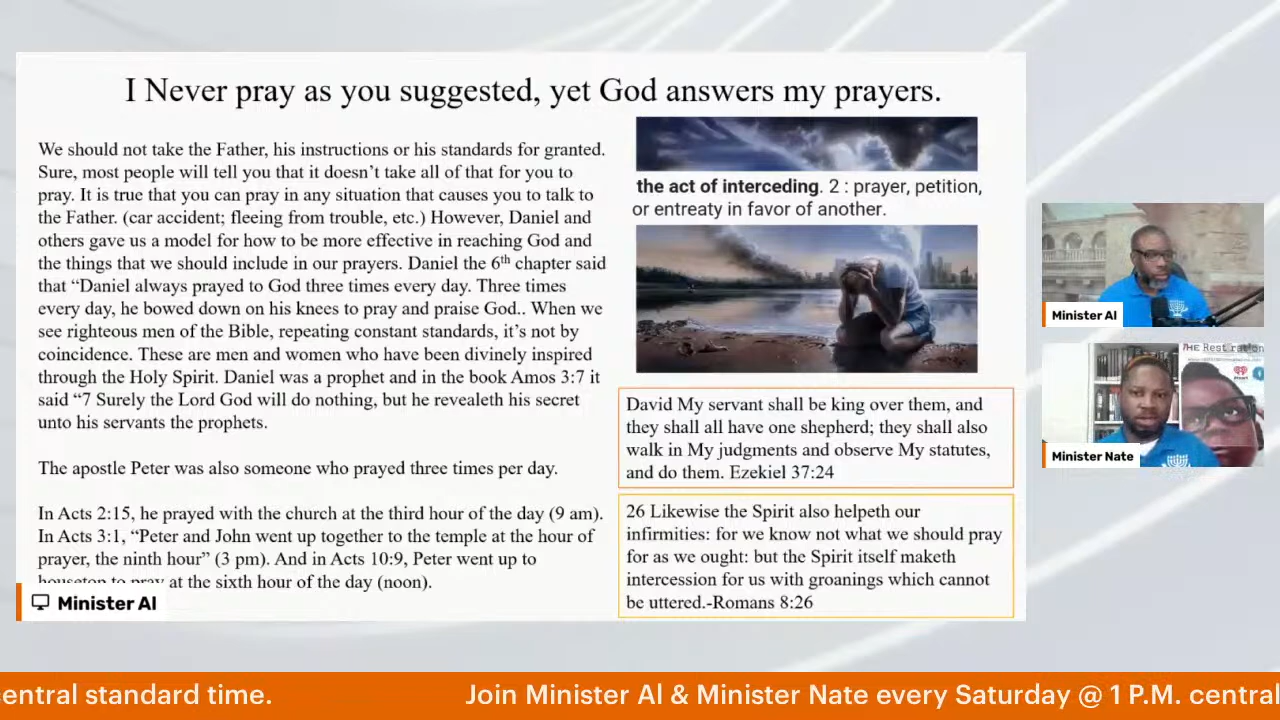 I Never pray as you suggested, yet God answers my prayers.
We should not take the Father, his instructions or his standards for granted.
Sure, most people will tell you that it doesn’t take all of that for you to
pray. It is true that you can pray in any situation that causes you to talk to
the Father. (car accident; fleeing from trouble, etc.) However, Daniel and
others gave us a model for how to be more effective in reaching God and
the things that we should include in our prayers. Daniel the 6th chapter said
that “Daniel always prayed to God three times every day. Three times
every day, he bowed down on his knees to pray and praise God.. When we
see righteous men of the Bible, repeating constant standards, it’s not by
coincidence. These are men and women who have been divinely inspired
through the Holy Spirit. Daniel was a prophet and in the book Amos 3:7 it
said “7 Surely the Lord God will do nothing, but he revealeth his secret
unto his servants the prophets.
The apostle Peter was also someone who prayed three times per day.
In Acts 2:15, he prayed with the church at the third hour of the day (9 am).
In Acts 3:1, “Peter and John went up together to the temple at the hour of
prayer, the ninth hour” (3 pm). And in Acts 10:9, Peter went up to
housetop to pray at the sixth hour of the day (noon).
Minister Al
the act of interceding. 2 : prayer, petition,
or entreaty in favor of another.
David My servant shall be king over them, and
they shall all have one shepherd; they shall also
walk in My judgments and observe My statutes,
and do them. Ezekiel 37:24
26 Likewise the Spirit also helpeth our
infirmities: for we know not what we should pray
for as we ought: but the Spirit itself maketh
intercession for us with groanings which cannot
be uttered.-Romans 8:26
Minister Al
THE
iHeart
Minister Nate
entral standard time. Join Minister Al & Minister Nate every Saturday @ 1 P.M. central